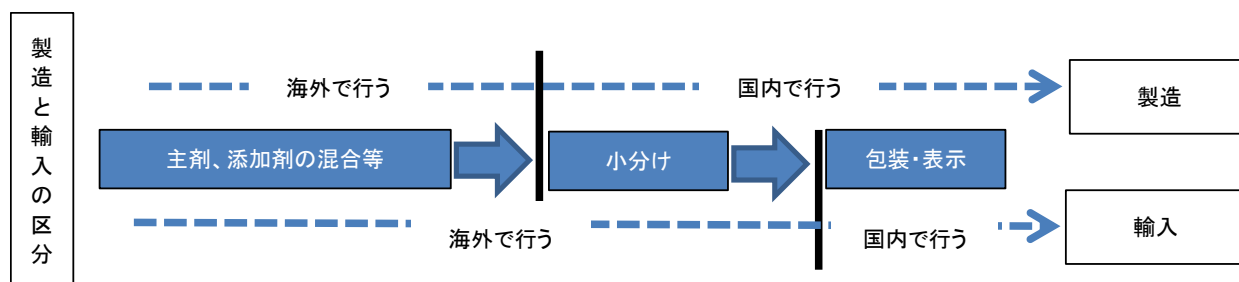 製造と輸入の区分
海外で行う
国内で行う
製造
主剤、添加剤の混合等
小分け
包装・表示
海外で行う
国内で行う
輸入